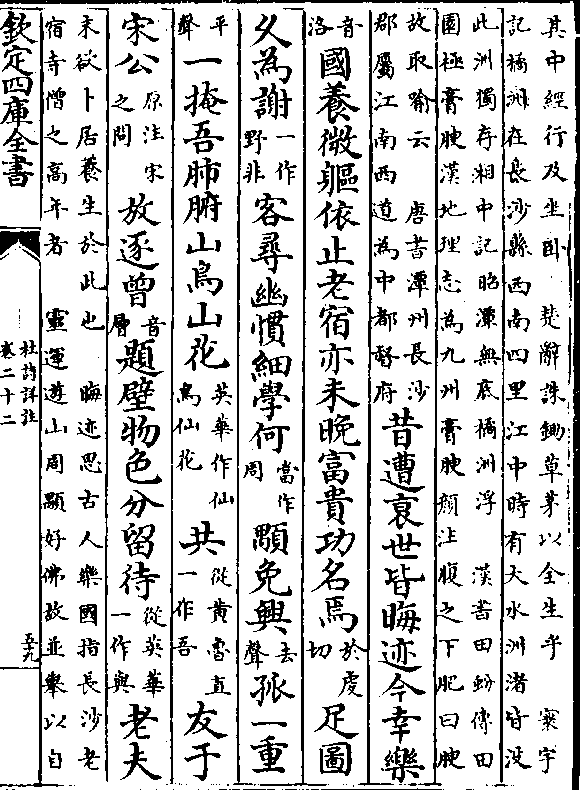 其中經行及坐卧　楚辭誅鋤草茅以全生乎　寰宇
記橘洲在長沙縣西南四里江中時有大水洲渚皆没
此洲獨存湘中記昭潭無底橘洲浮　漢書田蚡傳田
園極膏腴漢地理志為九州膏腴顔注腹之下肥曰腴
故取喻云　唐書潭州長沙
郡屬江南西道為中都督府
昔遭衰世皆晦迹今幸樂
音
洛
國養微軀依止老宿亦未晚富貴功名焉
於虔
切
足圖
久為謝
一作
野非
客尋幽慣細學何
當作
周
顒免興
去
聲
孤一重
平
聲
一掩吾肺腑山鳥山花
英華作仙
鳥仙花
共
從黄魯直
一作吾
友于
宋公
原注宋
之問
放逐曾
音
層
題壁物色分留待
從英華
一作與
老夫
末欲卜居養生於此也　晦迹思古人樂國指長沙老
宿寺僧之高年者　靈運遊山周顒好佛故並舉以自
欽定四庫全書
杜詩詳註
卷二十二
五九